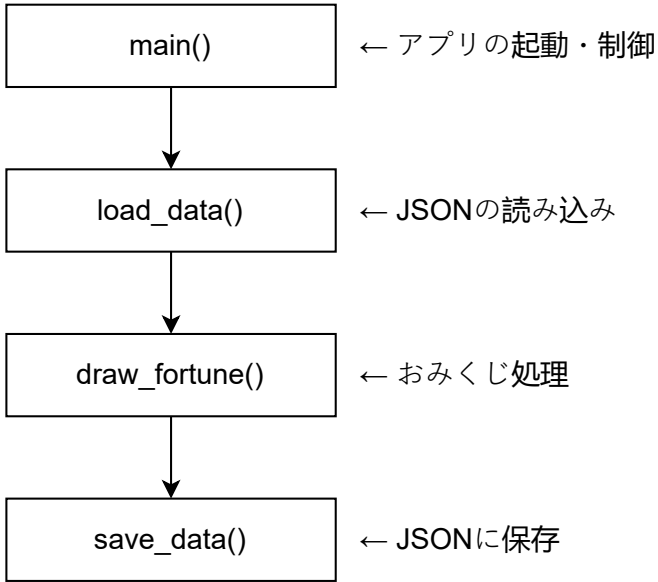 main() ← アプリの起動・制御
load_data() ← JSONの読み込み
draw_fortune() ← おみくじ処理
save_data() ← JSONに保存